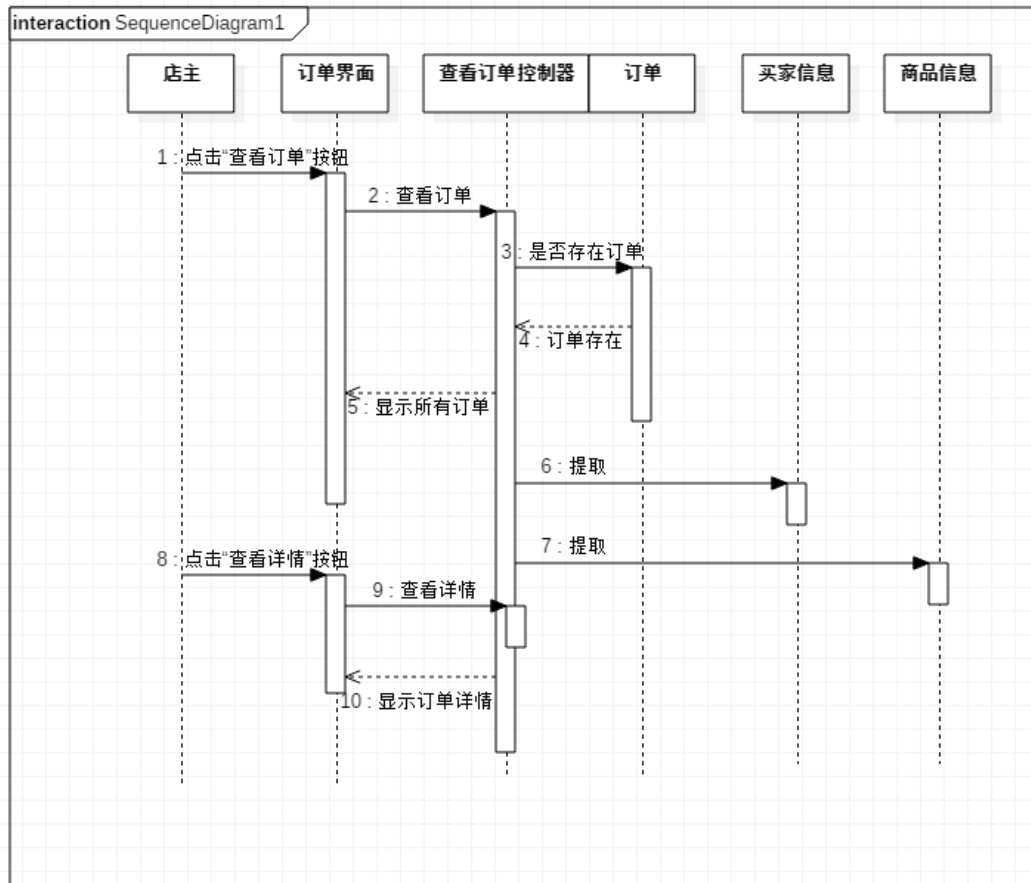 interaction SequenceDiagram1
店主
订单界面
查看订单控制器
订单
买家信息
商品信息
1 : 点击“查看订单”按钮
2 : 查看订单
3 : 是否存在订单
4 : 订单存在
5 : 显示所有订单
6 : 提取
7 : 提取
8 : 点击“查看详情”按钮
9 : 查看详情
10 : 显示订单详情